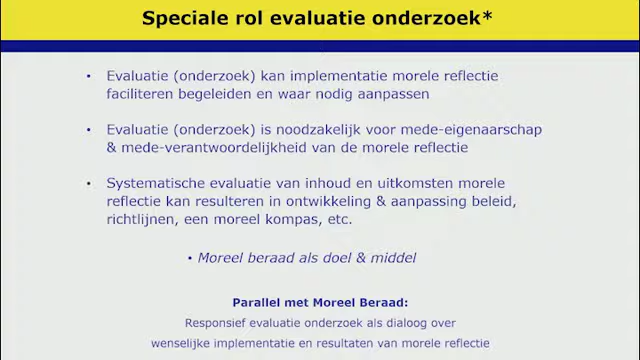 Speciale rol evaluatie onderzoek*
• Evaluatie (onderzoek) kan implementatie morele reflectie
faciliteren begeleiden en waar nodig aanpassen
• Evaluatie (onderzoek) is noodzakelijk voor mede-eigenaarschap
& mede-verantwoordelijkheid van de morele reflectie
• Systematische evaluatie van inhoud en uitkomsten morele
reflectie kan resulteren in ontwikkeling & aanpassing beleid,
richtlijnen, een moreel kompas, etc.
• Moreel beraad als doel & middel
Parallel met Moreel Beraad:
Responsief evaluatie onderzoek als dialoog over
wenselijke implementatie en resultaten van morele reflectie